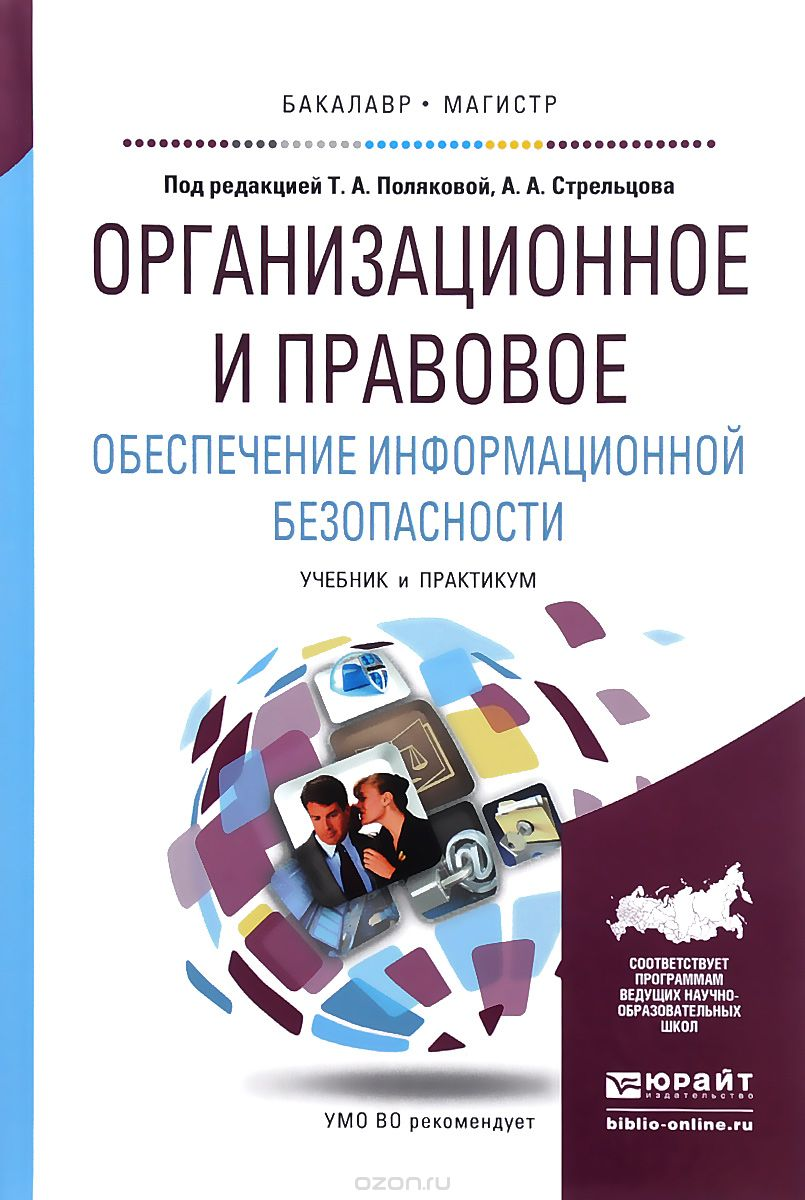 БАКАЛАВР • МАГИСТР
Под редакцией Т. А. Поляковой, А. А. Стрельцова
ОРГАНИЗАЦИОННОЕ
И ПРАВОВОЕ
ОБЕСПЕЧЕНИЕ ИНФОРМАЦИОННОЙ
БЕЗОПАСНОСТИ
УЧЕБНИК и ПРАКТИКУМ
@
СООТВЕТСТВУЕТ
ПРОГРАММАМ
ВЕДУЩИХ НАУЧНО-
ОБРАЗОВАТЕЛЬНЫХ
ШКОЛ
ЮРАЙТ
издательство
biblio-online.ru
УМО ВО рекомендует
ozon.ru